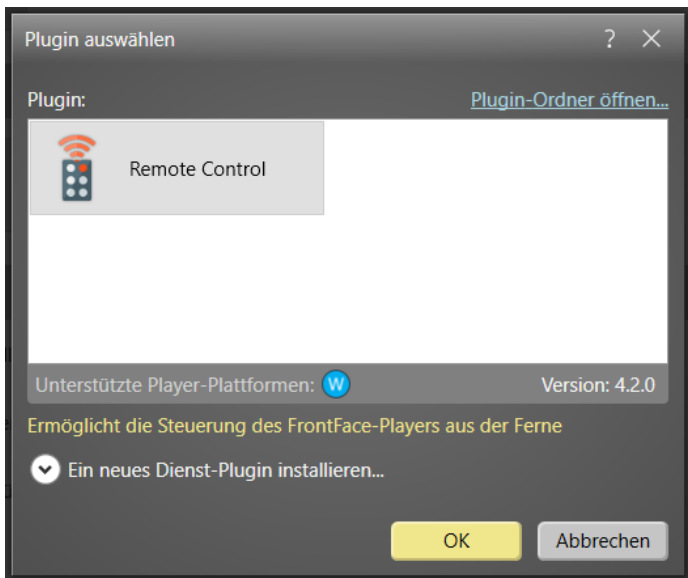 Plugin auswählen ?
Plugin: Plugin-Ordner öffnen...
Remote Control
Unterstützte Player-Plattformen: W Version: 4.2.0
Ermöglicht die Steuerung des FrontFace-Players aus der Ferne
Ein neues Dienst-Plugin installieren...
OK Abbrechen